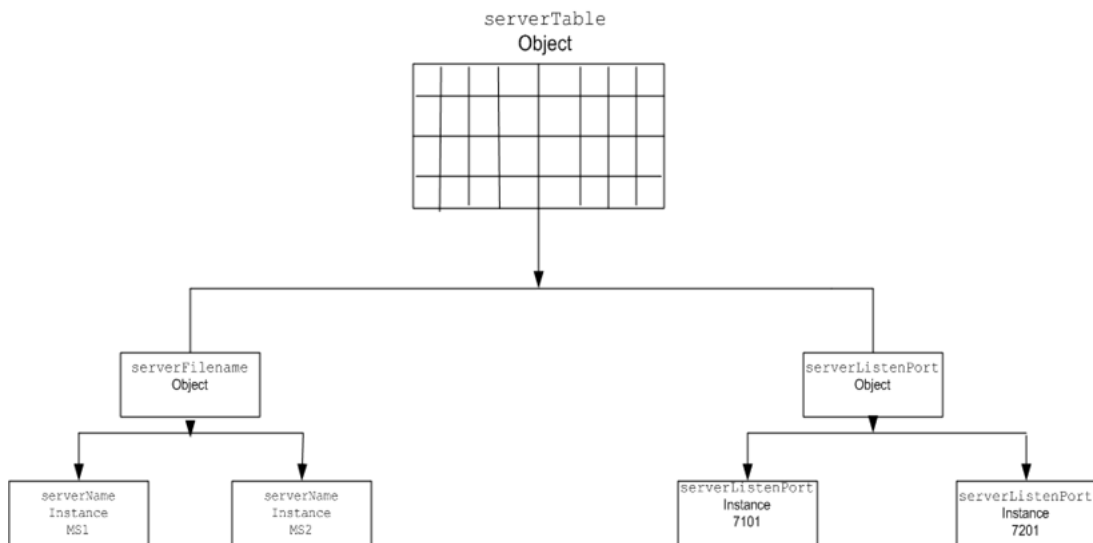 serverTable
Object
serverFilename
Object
serverListenPort
Object
serverName
Instance
MS1
serverName
Instance
MS2
serverListenPort
Instance
7101
serverListenPort
Instance
7201